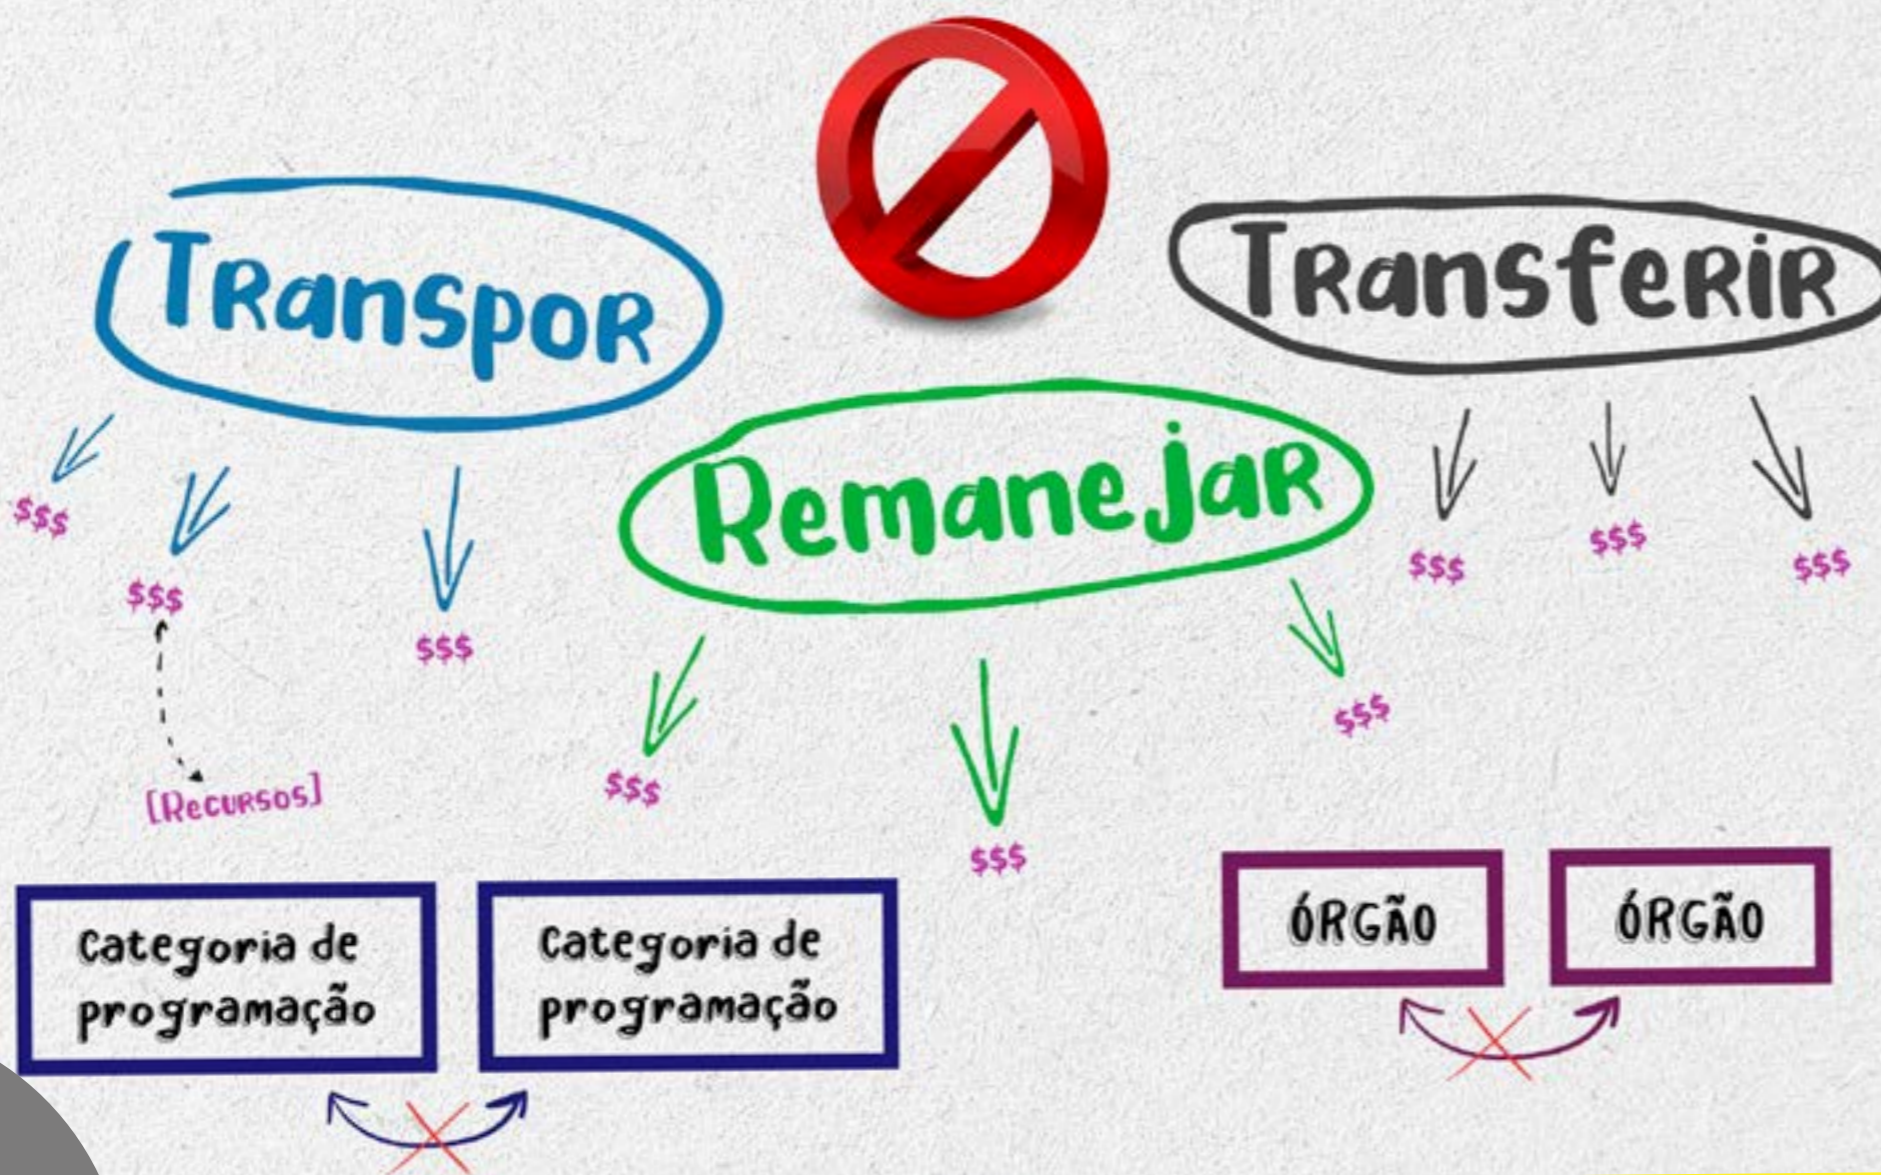 Transpor
Transferir
Remanejar
$$$
$$$
$$$
$$$
$$$
$$$
$$$
$$$
$$$
[Recursos]
Categoria de
programação
Categoria de
programação
ÓRGÃO
ÓRGÃO